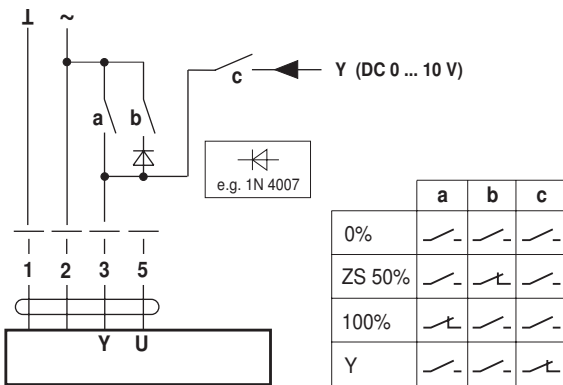 ⊥ ~
c
Y (DC 0 ... 10 V)
a b
e.g. 1N 4007
a b c
0%
ZS 50%
100%
Y
1 2 3 5
Y U